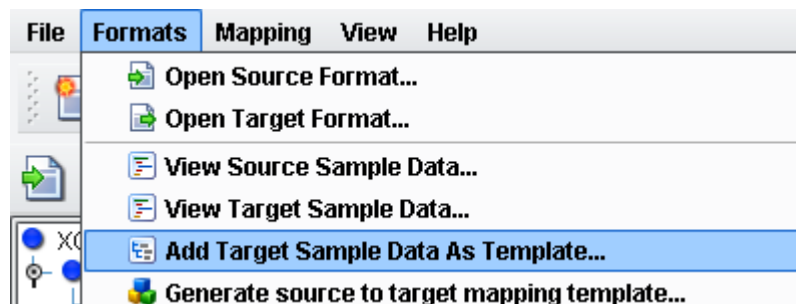 File Formats Mapping View Help
Open Source Format...
Open Target Format...
View Source Sample Data...
View Target Sample Data...
Add Target Sample Data As Template...
Generate source to target mapping template...